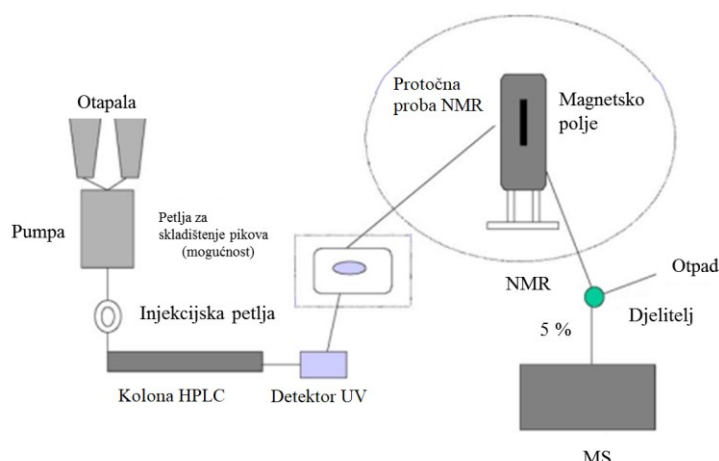 Otapala
Pumpa
Petlja za
skladištenje pikova
(mogućnost)
Injekcijska petlja
Kolona HPLC
Detektor UV
Protočna
proba NMR
Magnetsko
polje
NMR
Otpad
Djelitelj
5 %
MS